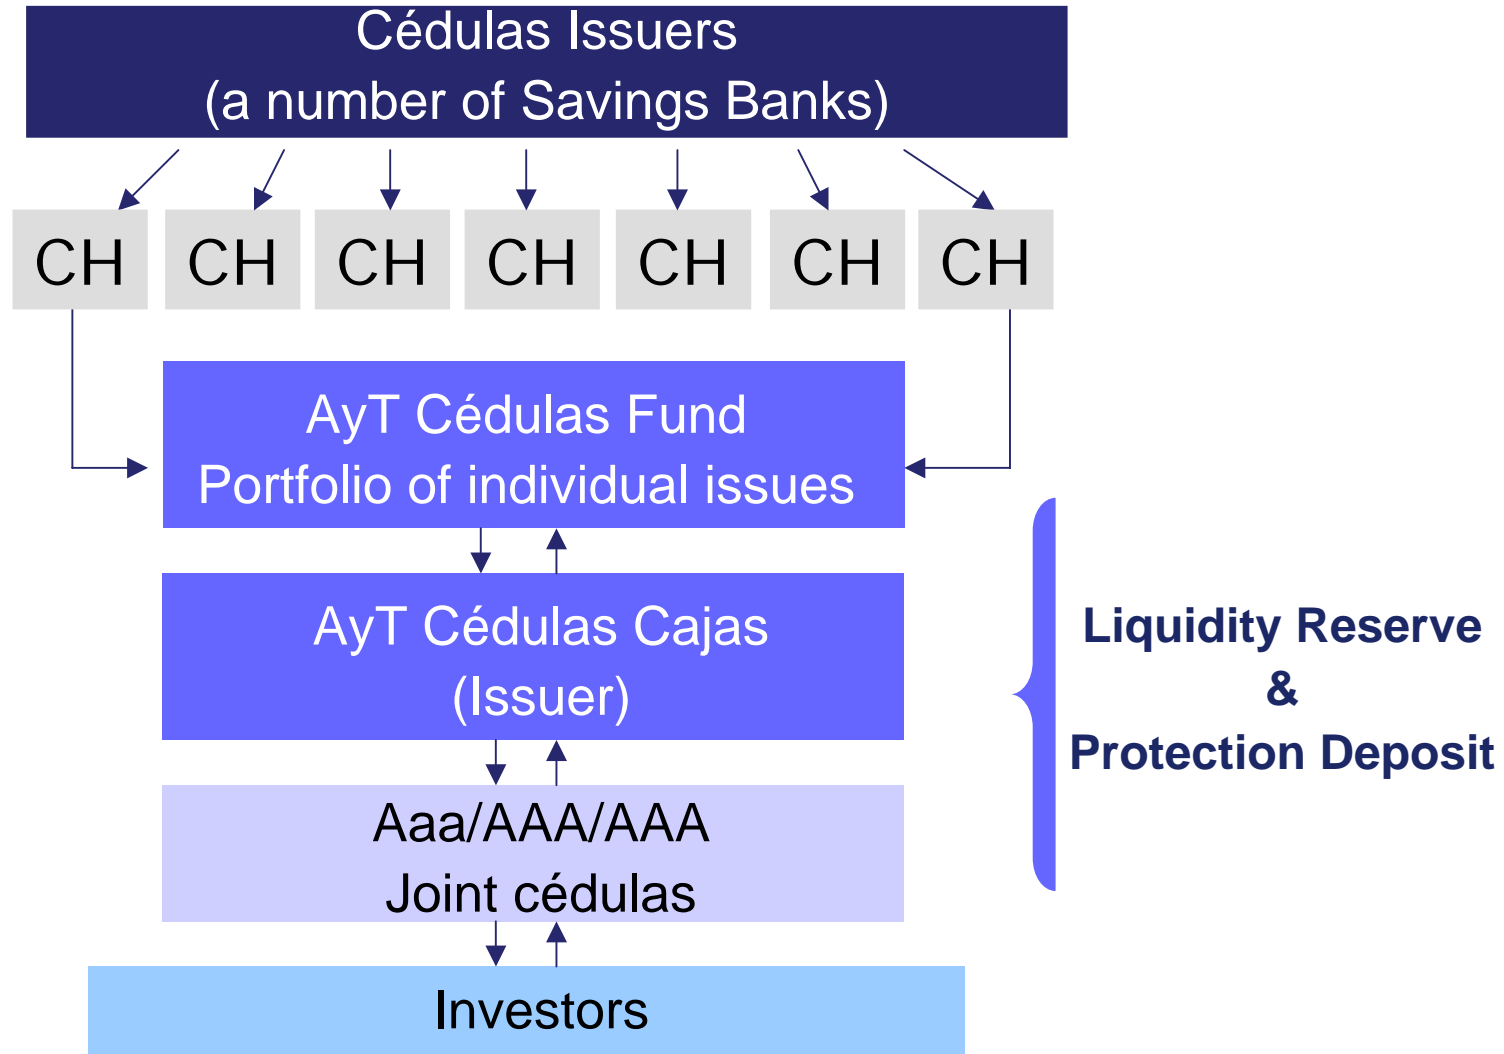 Cédulas Issuers
(a number of Savings Banks)
CH CH CH CH CH CH CH
AyT Cédulas Fund
Portfolio of individual issues
AyT Cédulas Cajas
(Issuer)
Liquidity Reserve
&
Protection Deposit
Aaa/AAA/AAA
Joint cédulas
Investors